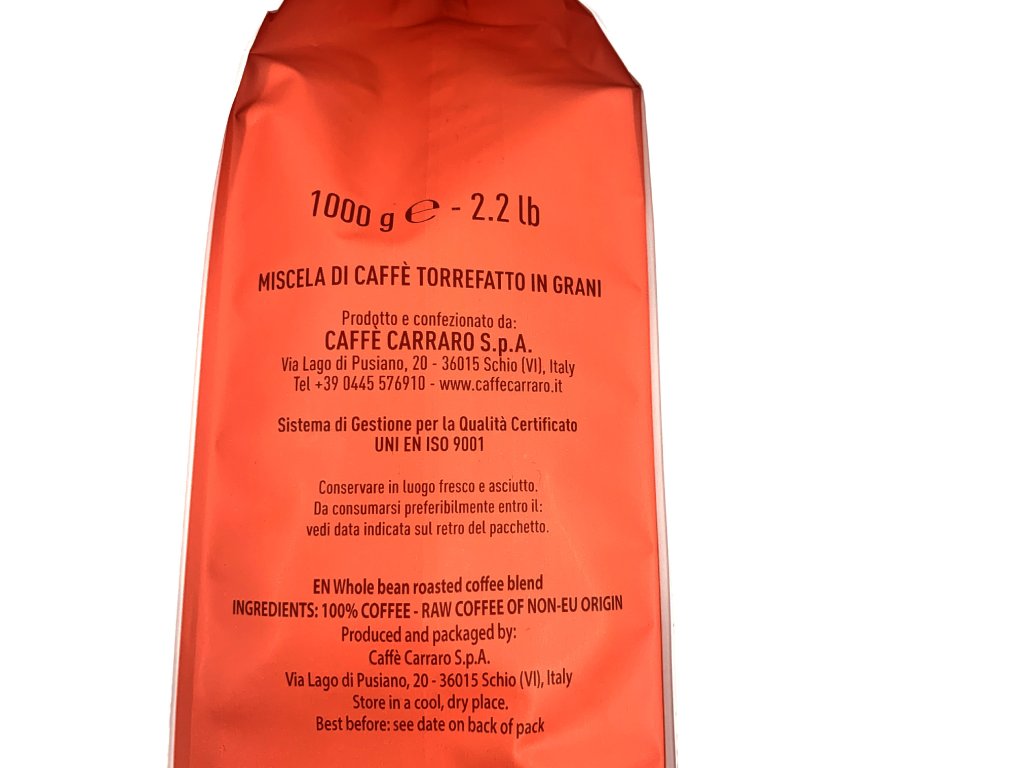 1000 g ℮ - 2.2 lb
MISCELA DI CAFFÈ TORREFATTO IN GRANI
Prodotto e confezionato da:
CAFFÈ CARRARO S.p.A.
Via Lago di Pusiano, 20 - 36015 Schio (VI), Italy
Tel +39 0445 576910 - www.caffecarraro.it
Sistema di Gestione per la Qualità Certificato
UNI EN ISO 9001
Conservare in luogo fresco e asciutto.
Da consumarsi preferibilmente entro il:
vedi data indicata sul retro del pacchetto.
EN Whole bean roasted coffee blend
INGREDIENTS: 100% COFFEE - RAW COFFEE OF NON-EU ORIGIN
Produced and packaged by:
Caffè Carraro S.p.A.
Via Lago di Pusiano, 20 - 36015 Schio (VI), Italy
Store in a cool, dry place.
Best before: see date on back of pack